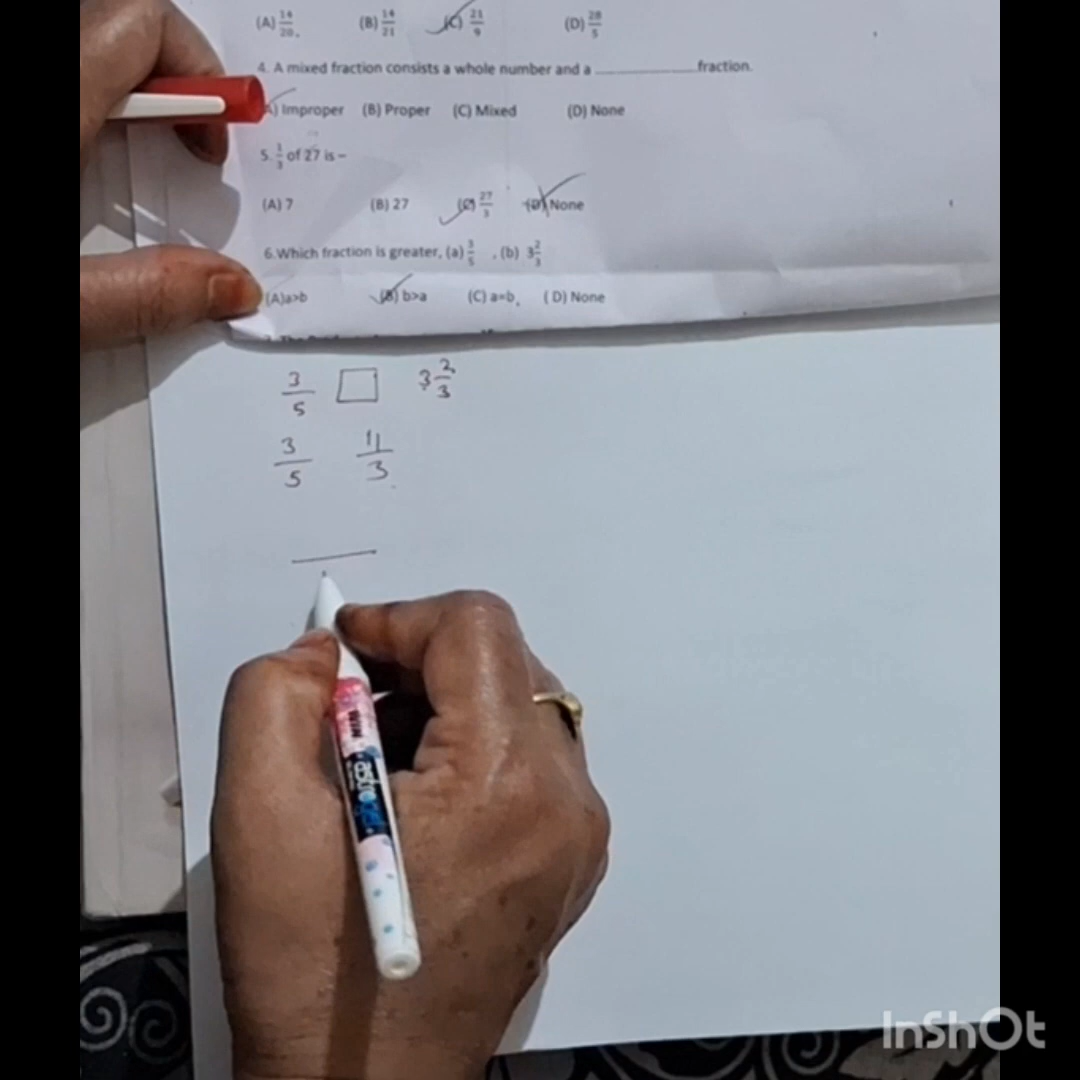 (A) 14/20. (B) 14/21 (C) 21/9 (D) 28/5
4. A mixed fraction consists a whole number and a ____________ fraction.
A) Improper (B) Proper (C) Mixed (D) None
5. 1/3 of 27 is –
(A) 7 (B) 27 (C) 27/3 (D) None
6.Which fraction is greater, (a) 3/5 , (b) 3 2/3
(A)a>b (B) b>a (C) a=b, ( D) None
3/5 □ 3 2/3
3/5 11/3
astrogel
InShOt